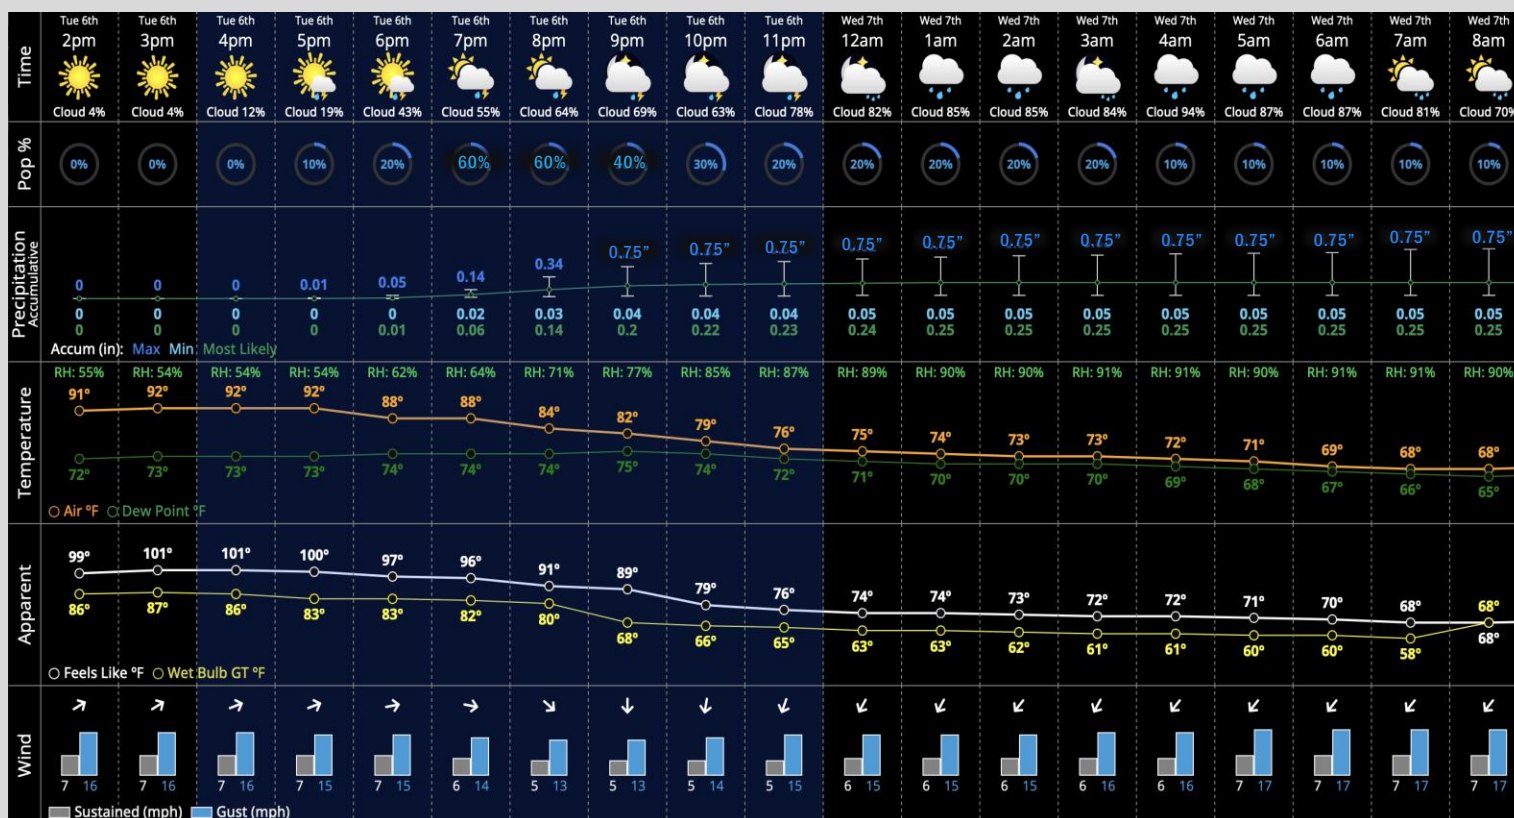 Tue 6th Tue 6th Tue 6th Tue 6th Tue 6th Tue 6th Tue 6th Tue 6th Tue 6th Tue 6th Wed 7th Wed 7th Wed 7th Wed 7th Wed 7th Wed 7th Wed 7th Wed 7th Wed 7th
Time 2pm 3pm 4pm 5pm 6pm 7pm 8pm 9pm 10pm 11pm 12am 1am 2am 3am 4am 5am 6am 7am 8am
Cloud 4% Cloud 4% Cloud 12% Cloud 19% Cloud 43% Cloud 55% Cloud 64% Cloud 69% Cloud 63% Cloud 78% Cloud 82% Cloud 85% Cloud 85% Cloud 84% Cloud 94% Cloud 87% Cloud 87% Cloud 81% Cloud 70%
Pop % 0% 0% 0% 10% 20% 60% 60% 40% 30% 20% 20% 20% 20% 20% 10% 10% 10% 10% 10%
Precipitation
Accumulative
0 0 0 0.01 0.05 0.14 0.34 0.75” 0.75” 0.75” 0.75” 0.75” 0.75” 0.75” 0.75” 0.75” 0.75” 0.75” 0.75”
0 0 0 0 0 0.02 0.03 0.04 0.04 0.04 0.05 0.05 0.05 0.05 0.05 0.05 0.05 0.05 0.05
0 0 0 0 0.01 0.06 0.14 0.2 0.22 0.23 0.24 0.25 0.25 0.25 0.25 0.25 0.25 0.25 0.25
Accum (in): Max Min Most Likely
RH: 55% RH: 54% RH: 54% RH: 54% RH: 62% RH: 64% RH: 71% RH: 77% RH: 85% RH: 87% RH: 89% RH: 90% RH: 90% RH: 91% RH: 91% RH: 90% RH: 91% RH: 91% RH: 90%
Temperature
91° 92° 92° 92° 88° 88° 84° 82° 79° 76° 75° 74° 73° 73° 72° 71° 69° 68° 68°
72° 73° 73° 73° 74° 74° 74° 75° 74° 72° 71° 70° 70° 70° 69° 68° 67° 66° 65°
Air °F Dew Point °F
Apparent
99° 101° 101° 100° 97° 96° 91° 89° 79° 76° 74° 74° 73° 72° 72° 71° 70° 68° 68°
86° 87° 86° 83° 83° 82° 80° 68° 66° 65° 63° 63° 62° 61° 61° 60° 60° 58° 68°
Feels Like °F Wet Bulb GT °F
Wind
7 16 7 16 7 16 7 15 7 15 6 14 5 13 5 13 5 14 5 15 6 15 6 15 6 15 6 16 6 16 7 17 7 17 7 17 7 17
Sustained (mph) Gust (mph)